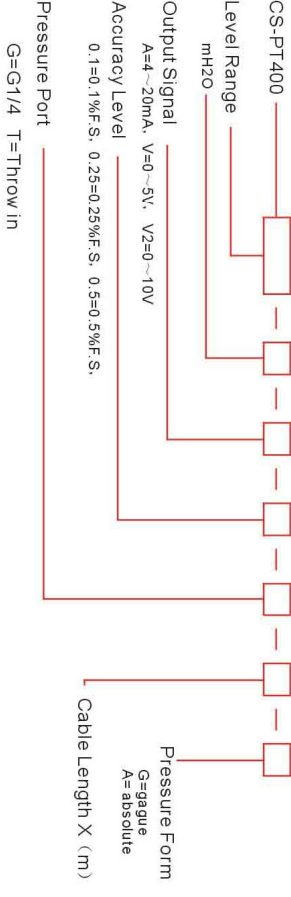 CS-PT400
Level Range
mH2O
Output Signal
A=4～20mA, V=0～5V, V2=0～10V
Accuracy Level
0.1=0.1%F.S, 0.25=0.25%F.S, 0.5=0.5%F.S,
Pressure Port
G=G1/4 T=Throw in
Cable Length X (m)
Pressure Form
G=gague
A= absolute